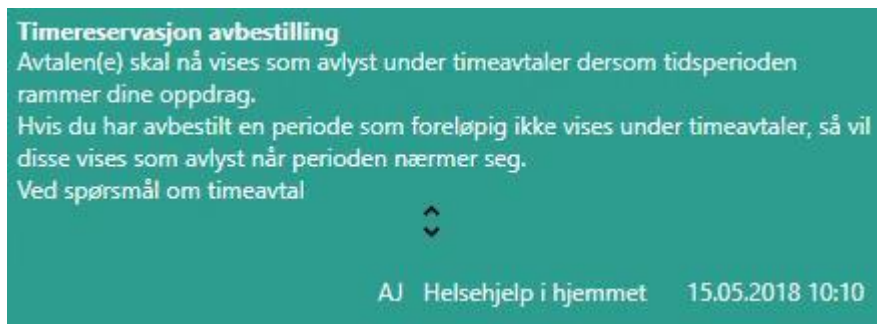 Timereservasjon avbestilling
Avtalen(e) skal nå vises som avlyst under timeavtaler dersom tidsperioden
rammer dine oppdrag.
Hvis du har avbestilt en periode som foreløpig ikke vises under timeavtaler, så vil
disse vises som avlyst når perioden nærmer seg.
Ved spørsmål om timeavtal
AJ Helsehjelp i hjemmet 15.05.2018 10:10